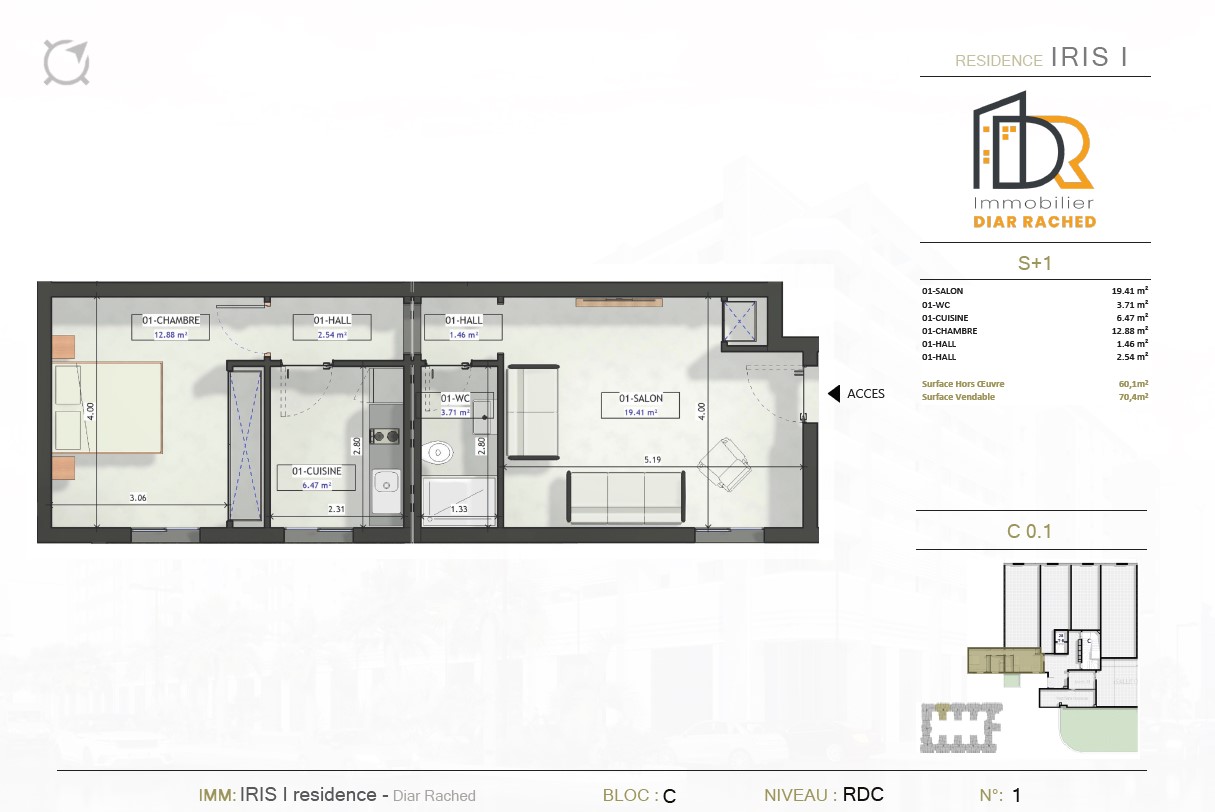 RESIDENCE IRIS I
DR
Immobilier
DIAR RACHED
S+1
01-SALON 19.41 m²
01-WC 3.71 m²
01-CUISINE 6.47 m²
01-CHAMBRE 12.88 m²
01-HALL 1.46 m²
01-HALL 2.54 m²
Surface Hors Œuvre 60,1m²
Surface Vendable 70,4m²
01-CHAMBRE
12.88 m²
01-HALL
2.54 m²
01-HALL
1.46 m²
01-WC
3.71 m²
01-SALON
19.41 m²
ACCES
4.00
2.80
2.80
4.00
01-CUISINE
6.47 m²
5.19
3.06
2.31
1.33
C 0.1
C
IMM: IRIS I residence - Diar Rached
BLOC : C
NIVEAU : RDC
N°: 1